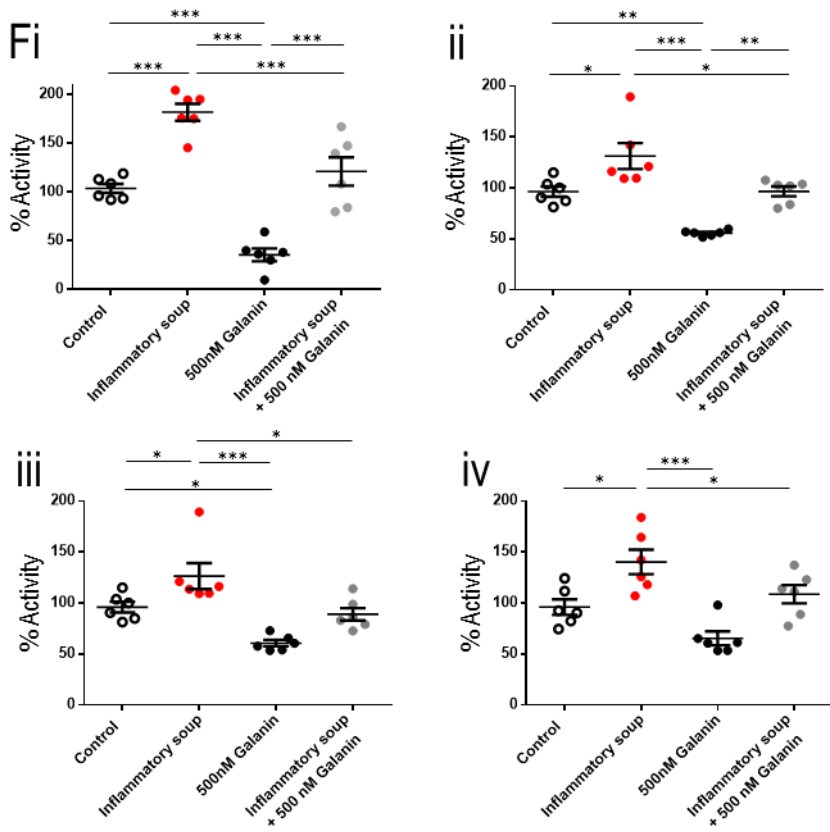 Fi
*** 
*** ***
*** ***
% Activity
200
150
100
50
0
Control
Inflammatory soup
500nM Galanin
Inflammatory soup
+ 500 nM Galanin
ii
**
*** **
* *
% Activity
200
150
100
50
0
Control
Inflammatory soup
500nM Galanin
Inflammatory soup
+ 500 nM Galanin
iii
*
* ***
*
% Activity
200
150
100
50
0
Control
Inflammatory soup
500nM Galanin
Inflammatory soup
+ 500 nM Galanin
iv
***
* *
% Activity
200
150
100
50
0
Control
Inflammatory soup
500nM Galanin
Inflammatory soup
+ 500 nM Galanin